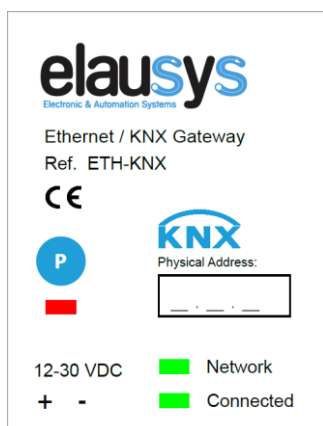 elausys
Electronic & Automation Systems
Ethernet / KNX Gateway
Ref. ETH-KNX
CE
KNX
P
Physical Address:
__ . __ . __
12-30 VDC
Network
+ -
Connected